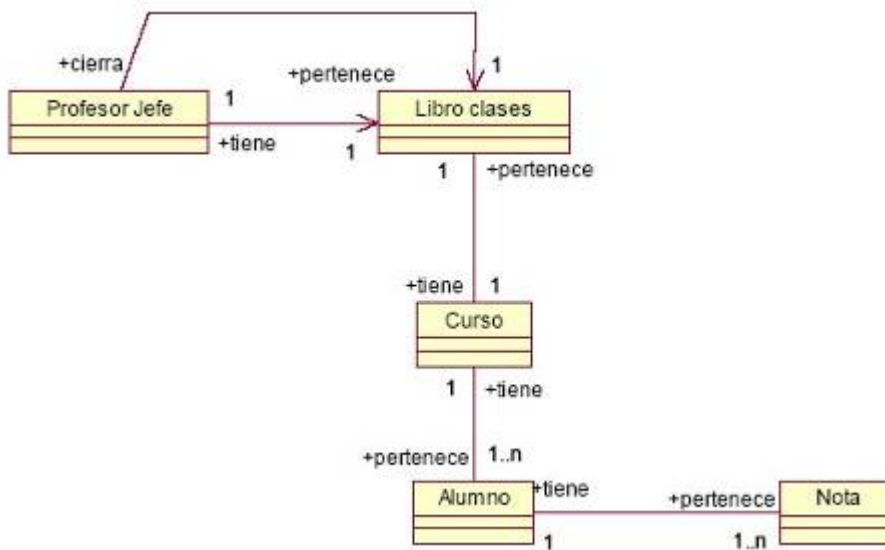 +cierra
+pertenece
1
Profesor Jefe
1
Libro clases
+tiene
1
1
+pertenece
+tiene
1
Curso
1
+tiene
+pertenece
1..n
Alumno
+tiene
+pertenece
Nota
1
1..n